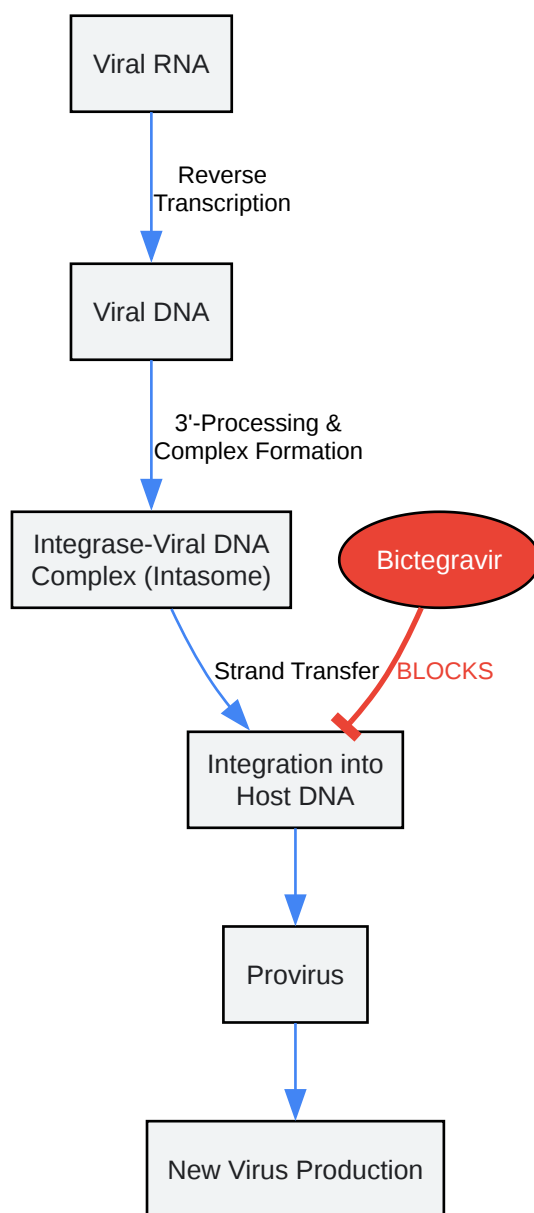 Viral RNA
Reverse
Transcription
Viral DNA
3'-Processing &
Complex Formation
Integrase-Viral DNA
Complex (Intasome)
Bictegravir
Strand Transfer
BLOCKS
Integration into
Host DNA
Provirus
New Virus Production